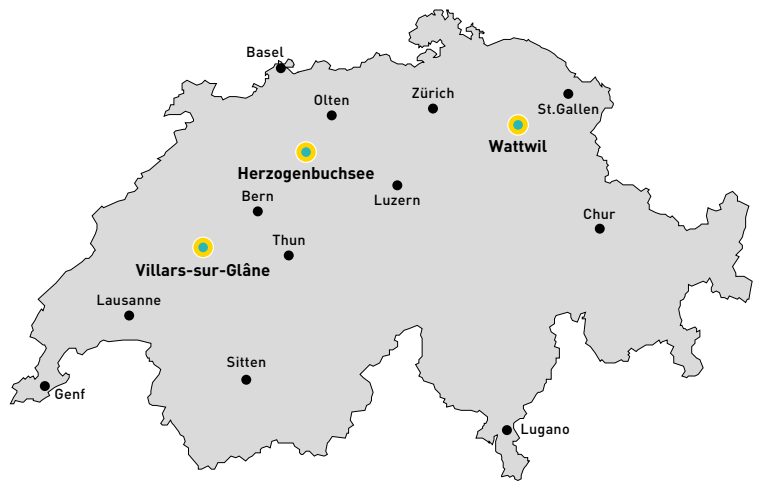 Basel
Olten
Zürich
St.Gallen
Wattwil
Herzogenbuchsee
Bern
Luzern
Chur
Thun
Villars-sur-Glâne
Lausanne
Sitten
Genf
Lugano